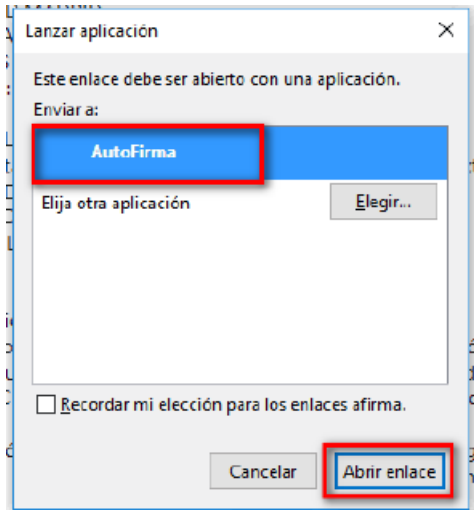 Lanzar aplicación
Este enlace debe ser abierto con una aplicación.
Enviar a:
AutoFirma
Elija otra aplicación
Elegir...
Recordar mi elección para los enlaces afirma.
Cancelar
Abrir enlace